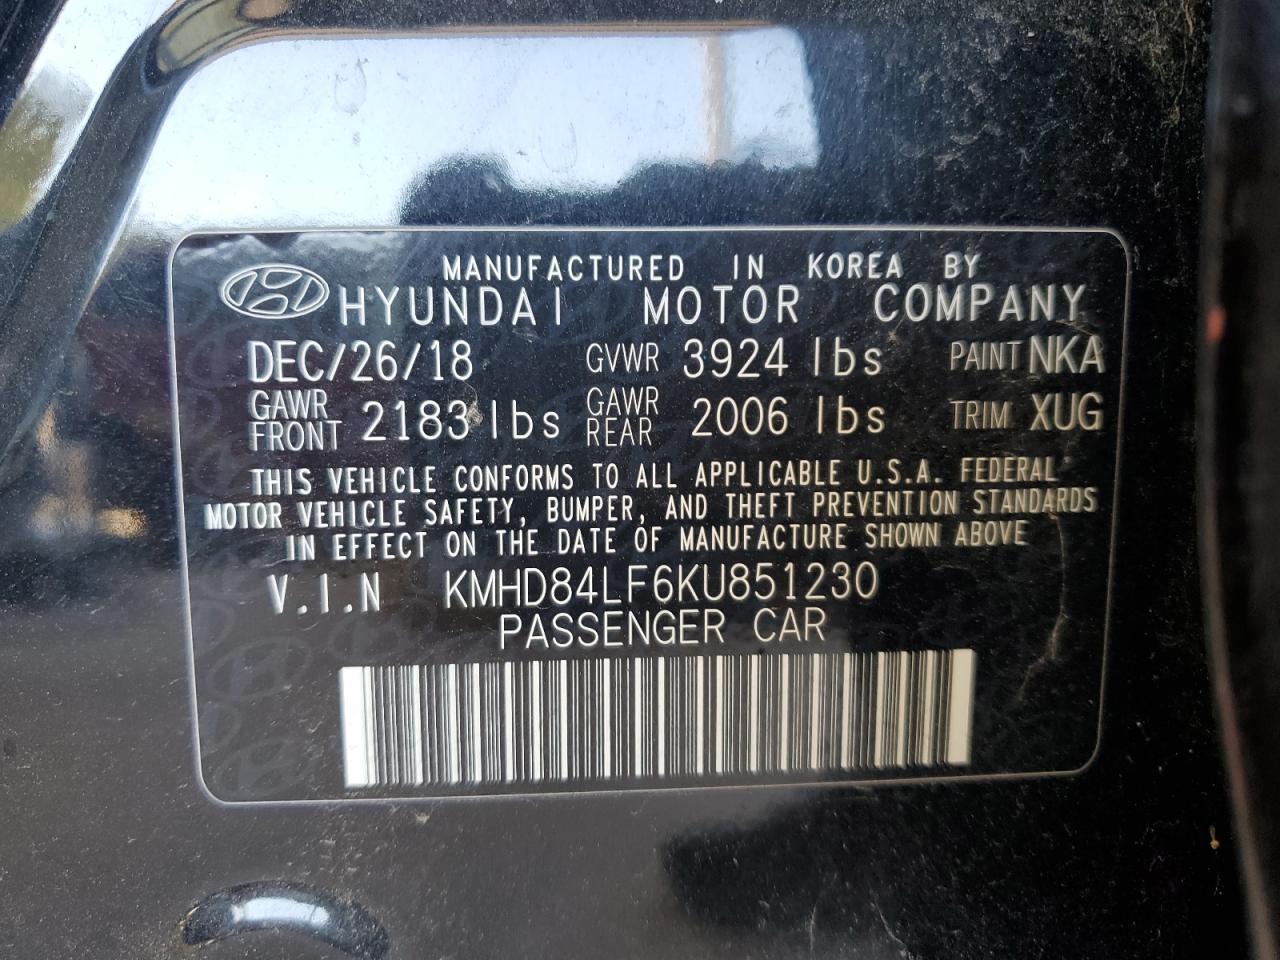 MANUFACTURED IN KOREA BY
HYUNDAI MOTOR COMPANY
DEC/26/18 GVWR 3924 lbs PAINT NKA
GAWR FRONT 2183 lbs GAWR REAR 2006 lbs TRIM XUG
THIS VEHICLE CONFORMS TO ALL APPLICABLE U.S.A. FEDERAL
MOTOR VEHICLE SAFETY, BUMPER, AND THEFT PREVENTION STANDARDS
IN EFFECT ON THE DATE OF MANUFACTURE SHOWN ABOVE
V.I.N KMHD84LF6KU851230
PASSENGER CAR